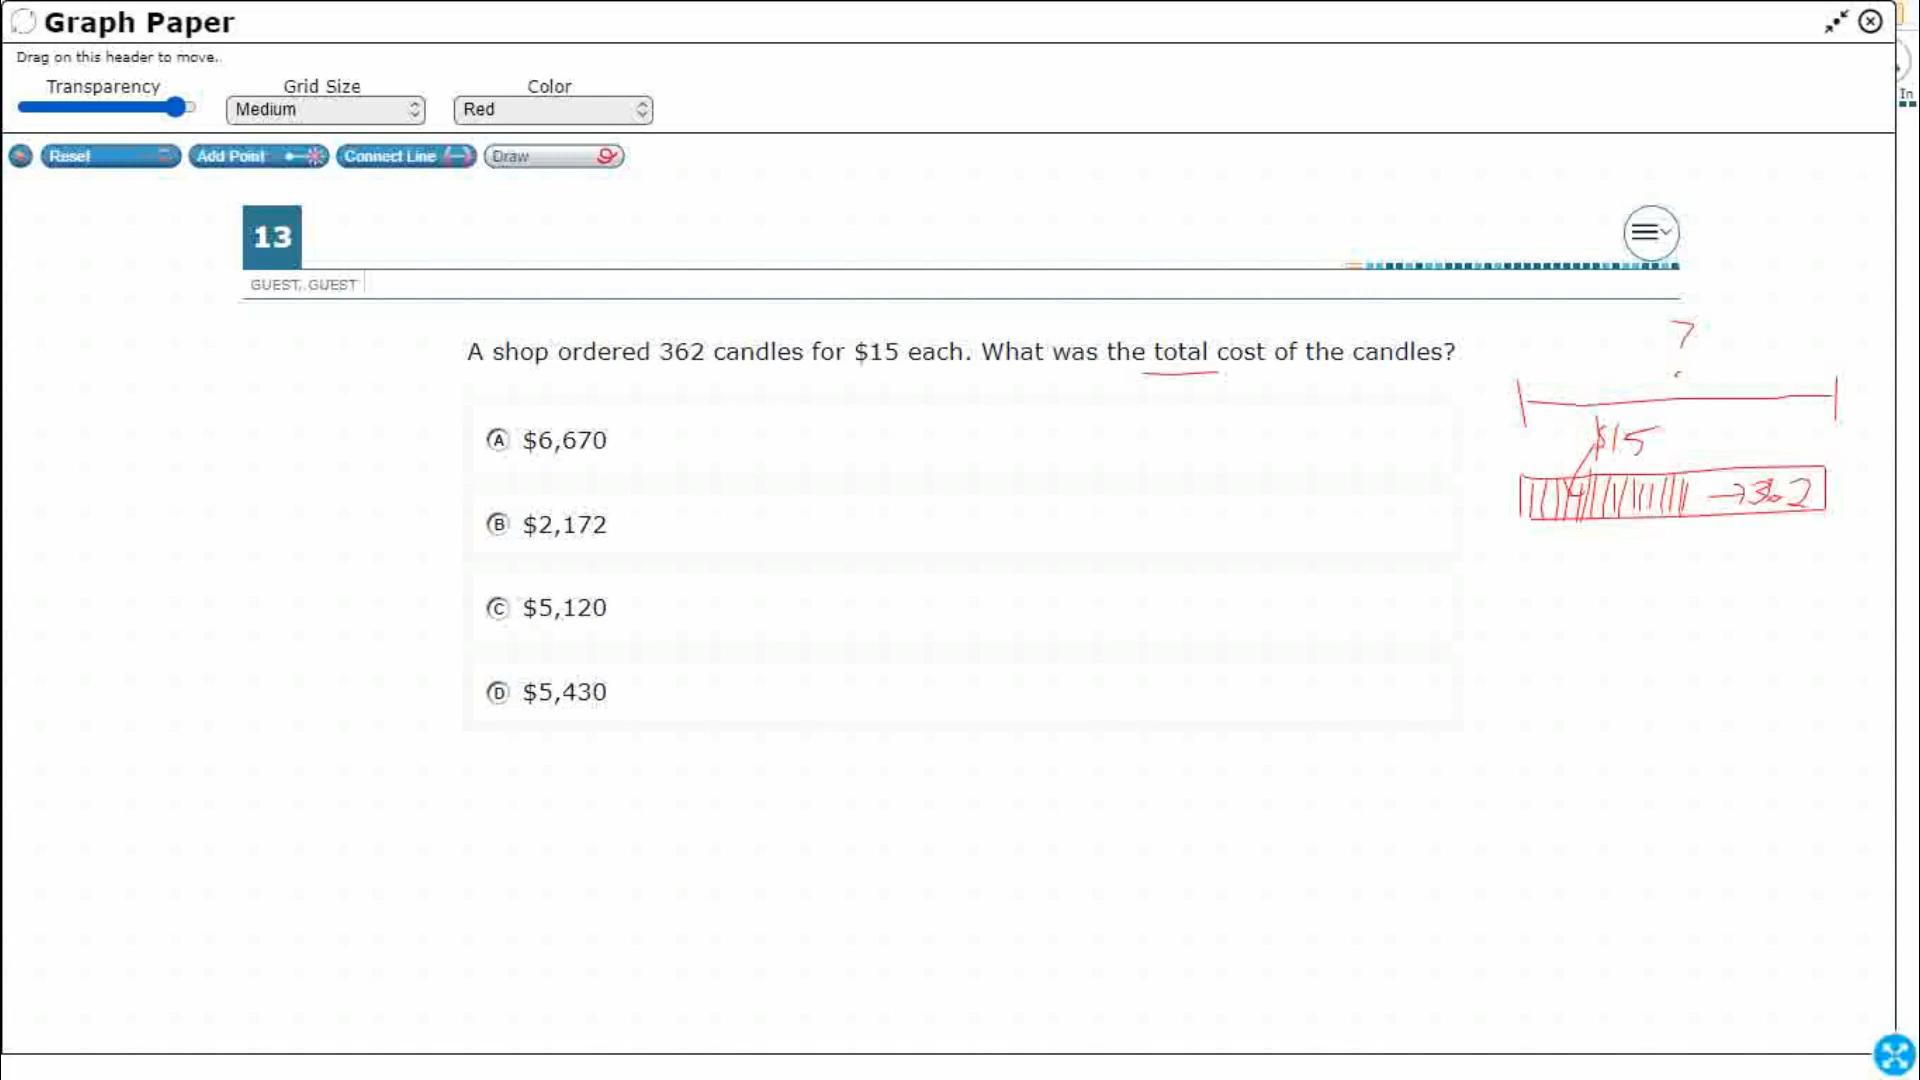 Graph Paper
Drag on this header to move..
Transparency
Grid Size
Color
Medium
Red
In
Reset
Add Point
Connect Line
Draw
13
GUEST, GUEST
?
A shop ordered 362 candles for $15 each. What was the total cost of the candles?
$15
→362
A $6,670
B $2,172
C $5,120
D $5,430